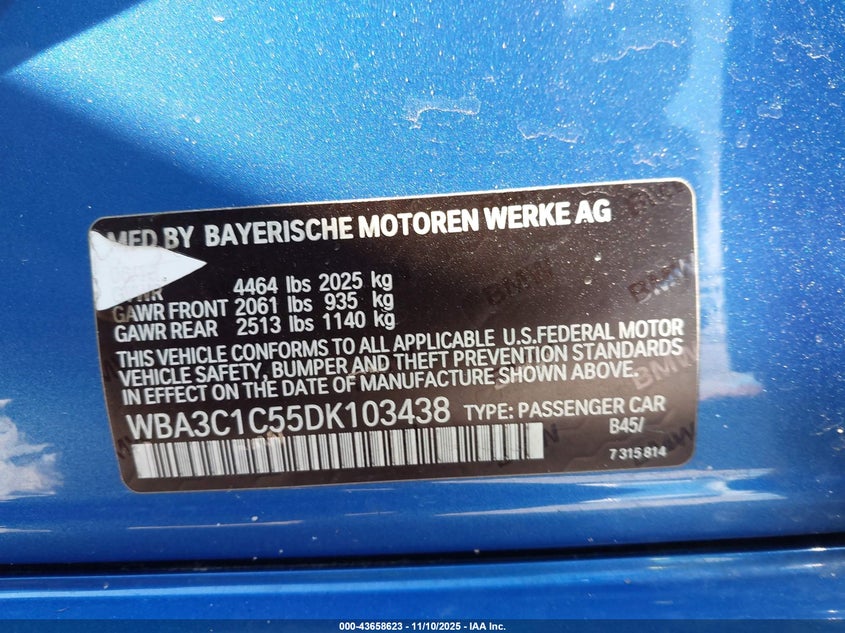 MFD BY BAYERISCHE MOTOREN WERKE AG
4464 lbs 2025 kg
GAWR FRONT 2061 lbs 935 kg
GAWR REAR 2513 lbs 1140 kg
THIS VEHICLE CONFORMS TO ALL APPLICABLE U.S.FEDERAL MOTOR
VEHICLE SAFETY, BUMPER AND THEFT PREVENTION STANDARDS
IN EFFECT ON THE DATE OF MANUFACTURE SHOWN ABOVE.
WBA3C1C55DK103438 TYPE: PASSENGER CAR
B45/
7 315 814
000-43658623 — 11/10/2025 — IAA Inc.